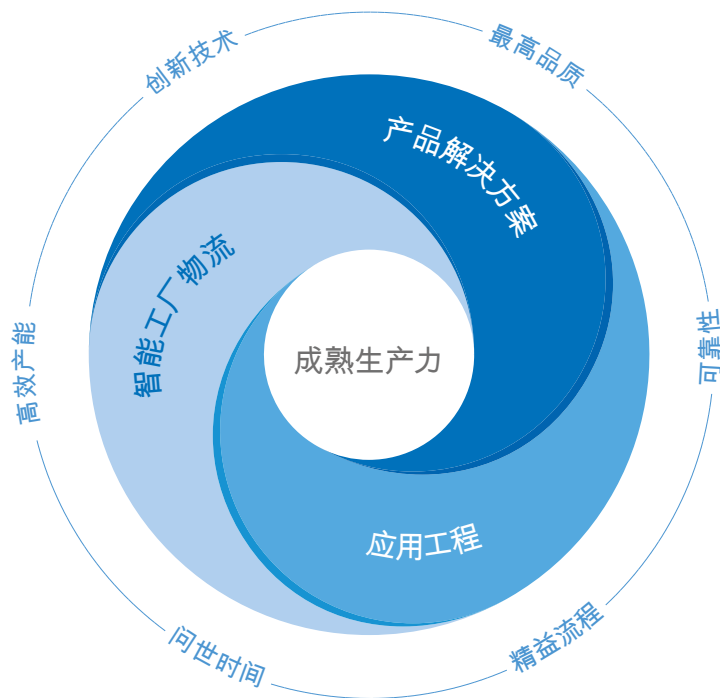 创新技术
最高品质
产品解决方案
智能工厂物流
高效产能
成熟生产力
可靠性
应用工程
问世时间
精益流程